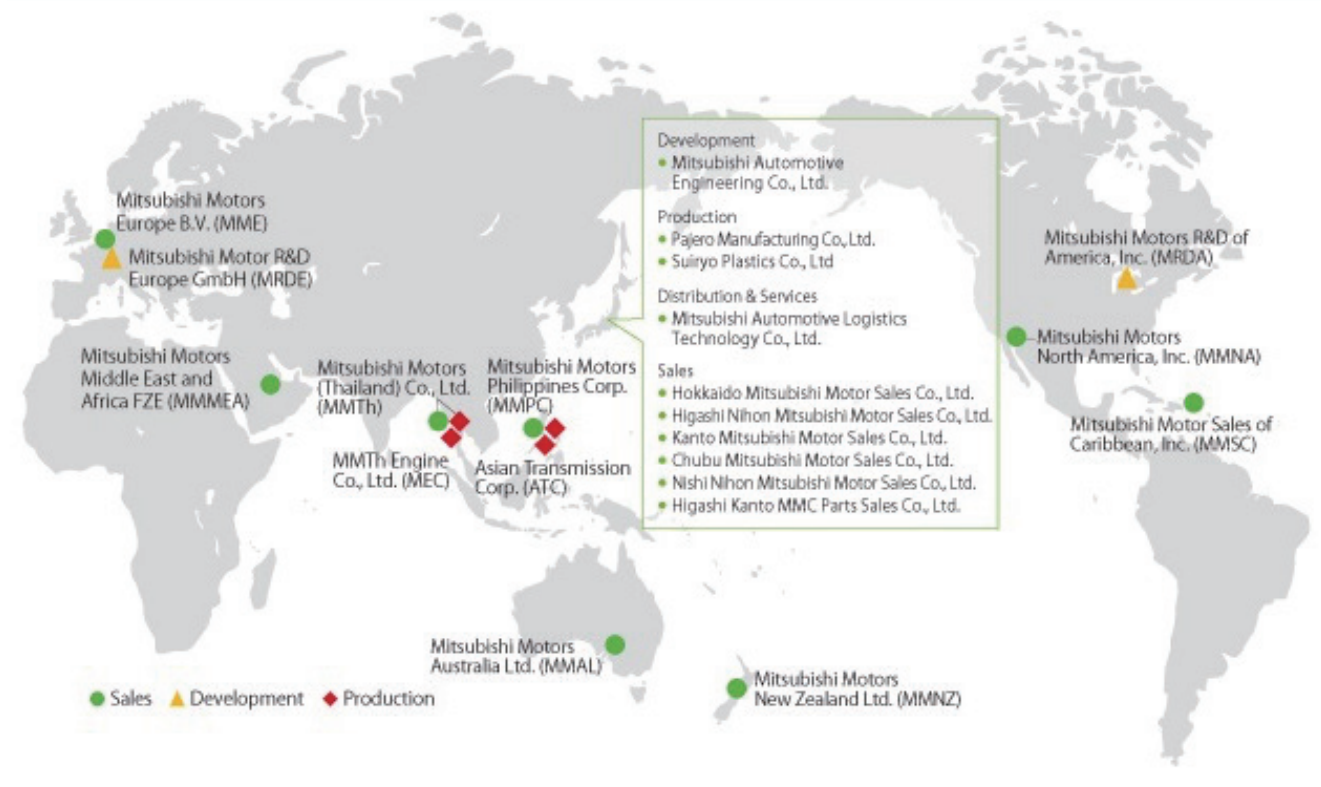 Mitsubishi Motors
Europe B.V. (MME)
Mitsubishi Motor R&D
Europe GmbH (MRDE)
Mitsubishi Motors
Middle East and
Africa FZE (MMMEA)
Mitsubishi Motors
(Thailand) Co., Ltd.
(MMTh)
MMTh Engine
Co., Ltd. (MEC)
Mitsubishi Motors
Philippines Corp.
(MMPC)
Asian Transmission
Corp. (ATC)
Development
• Mitsubishi Automotive
Engineering Co., Ltd.
Production
• Pajero Manufacturing Co., Ltd.
• Suiryo Plastics Co., Ltd
Distribution & Services
• Mitsubishi Automotive Logistics
Technology Co., Ltd.
Sales
• Hokkaido Mitsubishi Motor Sales Co., Ltd.
• Higashi Nihon Mitsubishi Motor Sales Co., Ltd.
• Kanto Mitsubishi Motor Sales Co., Ltd.
• Chubu Mitsubishi Motor Sales Co., Ltd.
• Nishi Nihon Mitsubishi Motor Sales Co., Ltd.
• Higashi Kanto MMC Parts Sales Co., Ltd.
Mitsubishi Motors R&D of
America, Inc. (MRDA)
Mitsubishi Motors
North America, Inc. (MMNA)
Mitsubishi Motor Sales of
Caribbean, Inc. (MMSC)
Mitsubishi Motors
Australia Ltd. (MMAL)
Mitsubishi Motors
New Zealand Ltd. (MMNZ)
Sales Development Production